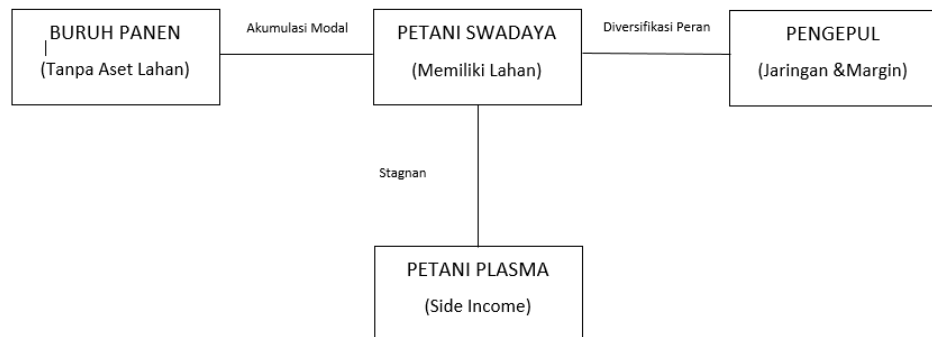 BURUH PANEN
(Tanpa Aset Lahan)
Akumulasi Modal
PETANI SWADAYA
(Memiliki Lahan)
Diversifikasi Peran
PENGEPUL
(Jaringan &Margin)
Stagnan
PETANI PLASMA
(Side Income)